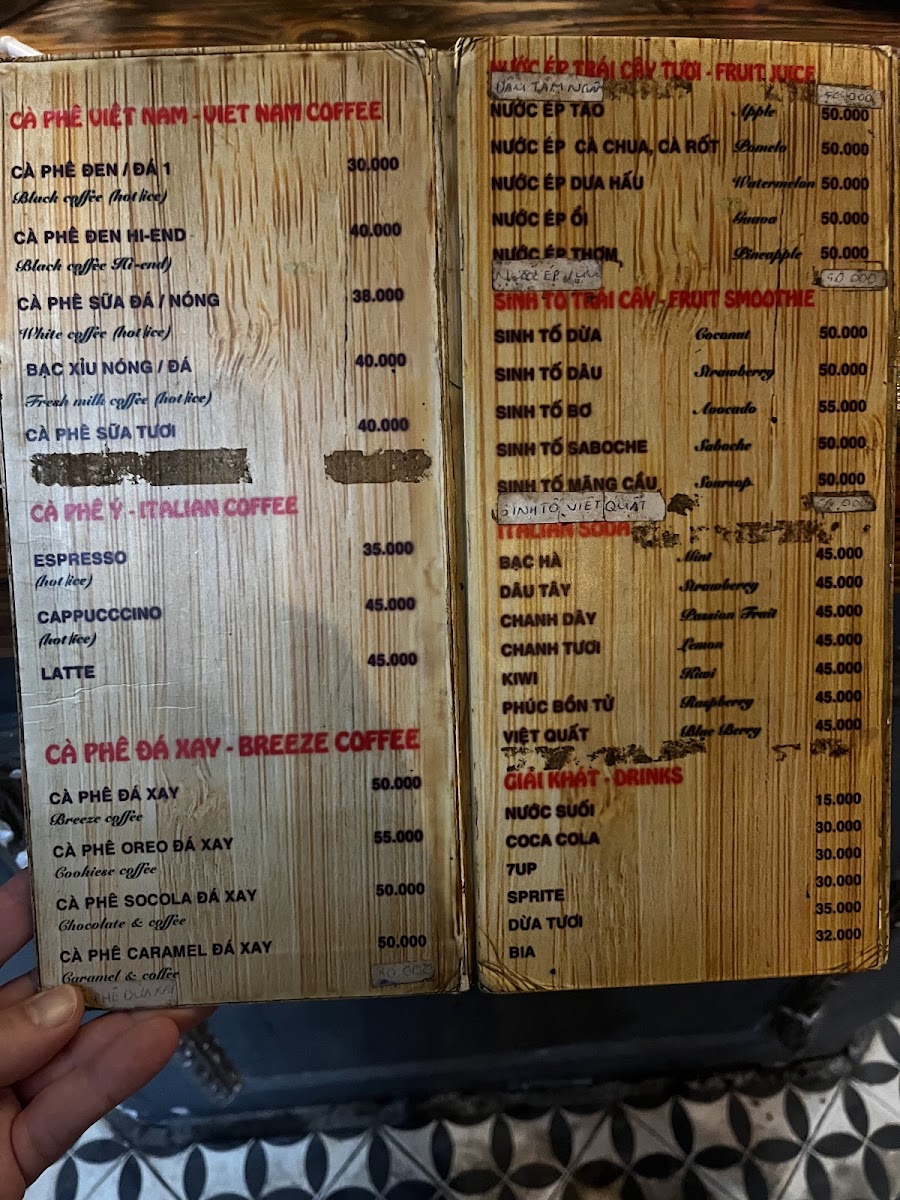 CÀ PHÊ VIỆT NAM - VIET NAM COFFEE
CÀ PHÊ ĐEN / ĐÁ 1 30.000
Black coffee (hot/ice)
CÀ PHÊ ĐEN HI-END 40.000
Black coffee Hi-end)
CÀ PHÊ SỮA ĐÁ / NÓNG 38.000
White coffee (hot/ice)
BẠC XỈU NÓNG / ĐÁ 40.000
Fresh milk coffee (hot/ice)
CÀ PHÊ SỮA TƯƠI 40.000
CÀ PHÊ Ý - ITALIAN COFFEE
ESPRESSO 35.000
(hot/ice)
CAPPUCCCINO 45.000
(hot/ice)
LATTE 45.000
CÀ PHÊ ĐÁ XAY - BREEZE COFFEE
CÀ PHÊ ĐÁ XAY 50.000
Breeze coffee
CÀ PHÊ OREO ĐÁ XAY 55.000
Cookiese coffee
CÀ PHÊ SOCOLA ĐÁ XAY 50.000
Chocolate & coffee
CÀ PHÊ CARAMEL ĐÁ XAY 50.000
Caramel & coffee
PHÊ DỪA XAY
NƯỚC ÉP TRÁI CÂY TƯƠI - FRUIT JUICE
NƯỚC ÉP TÁO Apple 50.000
NƯỚC ÉP CÀ CHUA, CÀ RỐT Pomelo 50.000
NƯỚC ÉP DƯA HẤU Watermelon 50.000
NƯỚC ÉP ỔI Guava 50.000
NƯỚC ÉP THƠM Pineapple 50.000
NƯỚC ÉP 50 000
SINH TỐ TRÁI CÂY - FRUIT SMOOTHIE
SINH TỐ DỪA Coconut 50.000
SINH TỐ DÂU Strawberry 50.000
SINH TỐ BƠ Avocado 55.000
SINH TỐ SABOCHE Saboche 50.000
SINH TỐ MÃNG CẦU Soursop 50.000
SINH TỐ VIỆT QUẤT
ITALIAN SODA
BẠC HÀ Mint 45.000
DÂU TÂY Strawberry 45.000
CHANH DÂY Passion Fruit 45.000
CHANH TƯƠI Lemon 45.000
KIWI Kiwi 45.000
PHÚC BỒN TỬ Raspberry 45.000
VIỆT QUẤT Blue Berry 45.000
GIẢI KHÁT - DRINKS
NƯỚC SUỐI 15.000
COCA COLA 30.000
7UP 30.000
SPRITE 30.000
DỪA TƯƠI 35.000
BIA 32.000